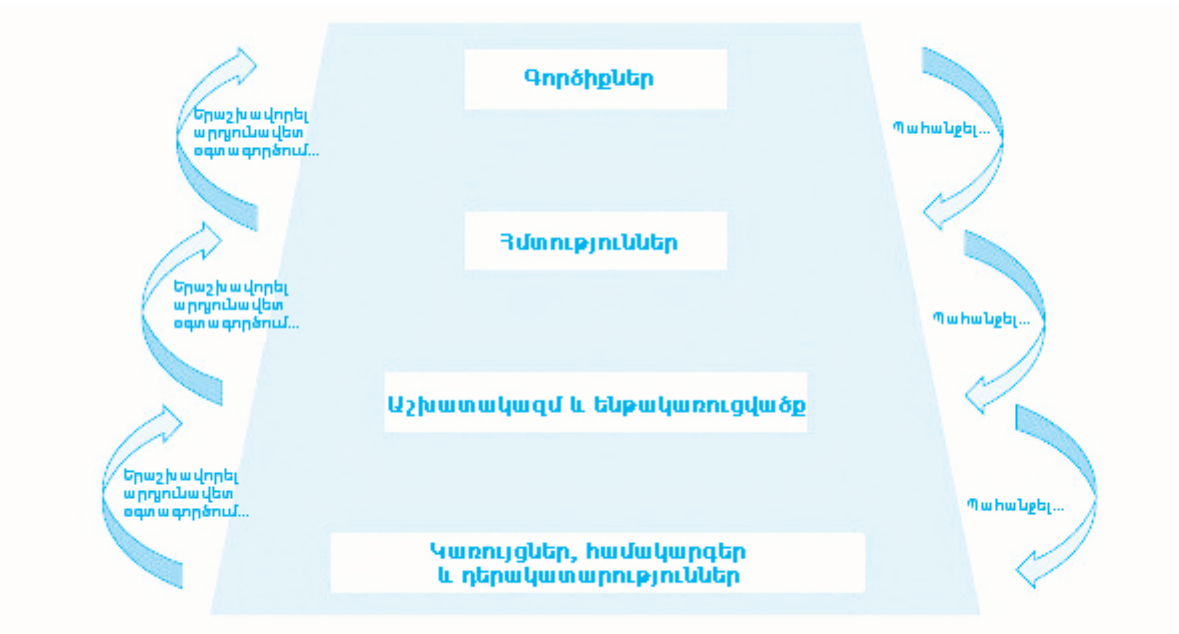 Գործիքներ
Երաշխավորել
արդյունավետ
օգտագործում...
Պահանջել...
Հմտություններ
Երաշխավորել
արդյունավետ
օգտագործում...
Պահանջել...
Աշխատակազմ և ենթակառուցվածք
Երաշխավորել
արդյունավետ
օգտագործում...
Պահանջել...
Կառույցներ, համակարգեր
և դերակատարություններ